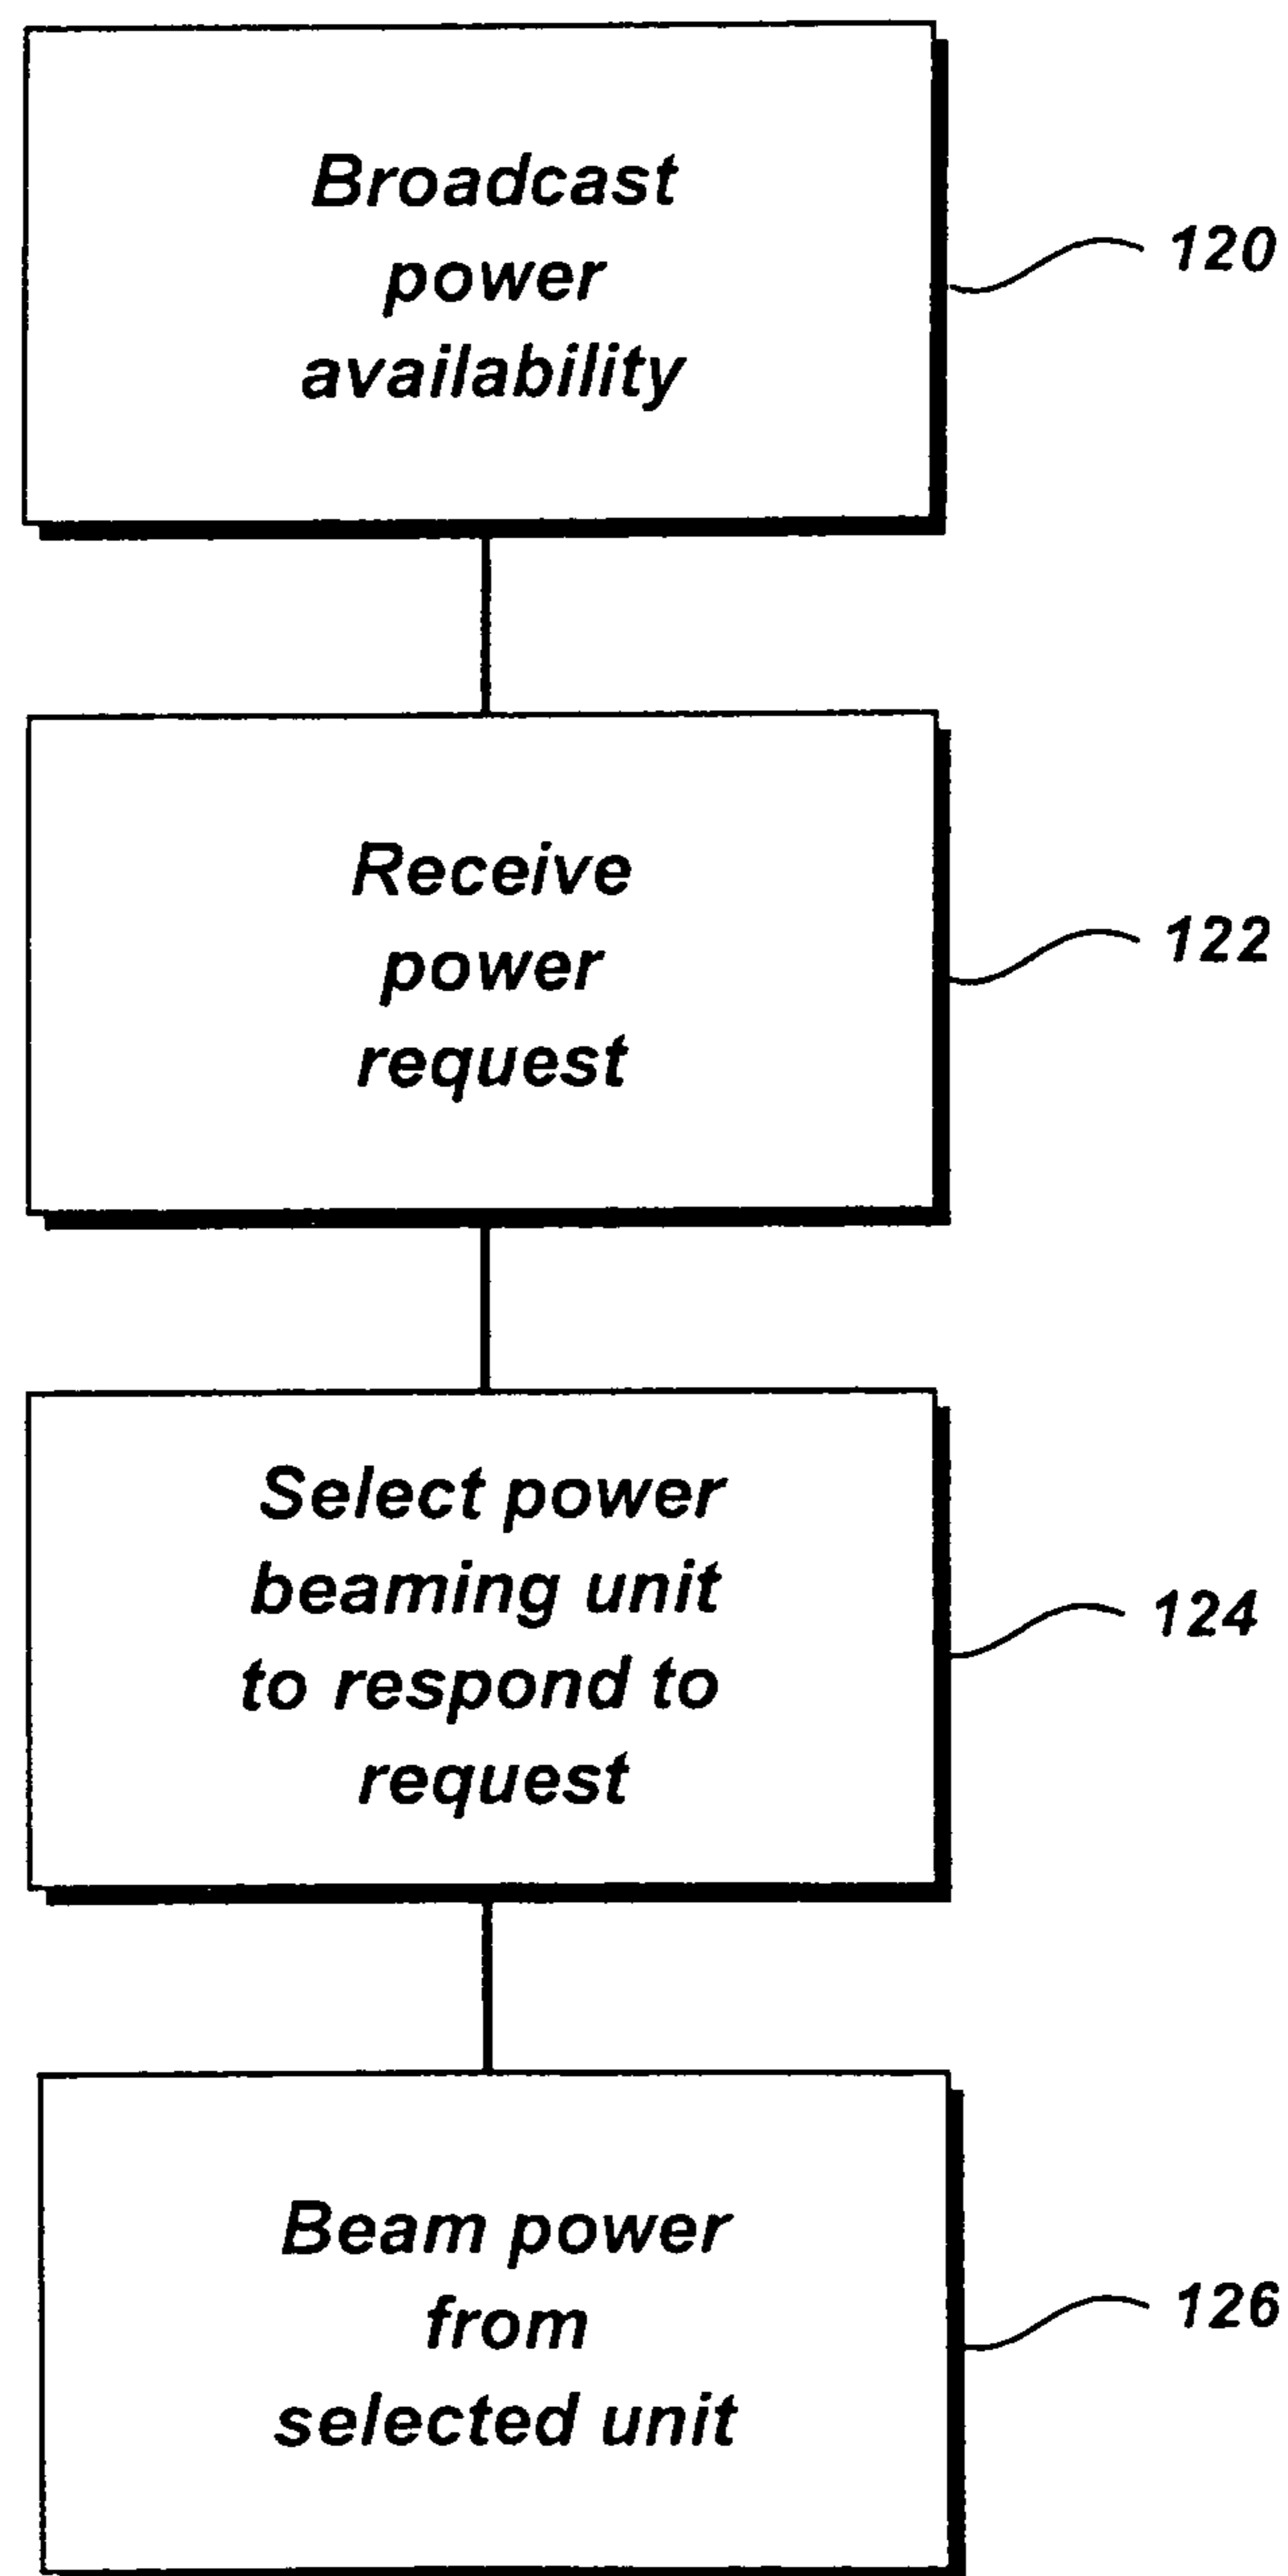 Broadcast
power
availability
120
Receive
power
request
122
Select power
beaming unit
to respond to
request
124
Beam power
from
selected unit
126